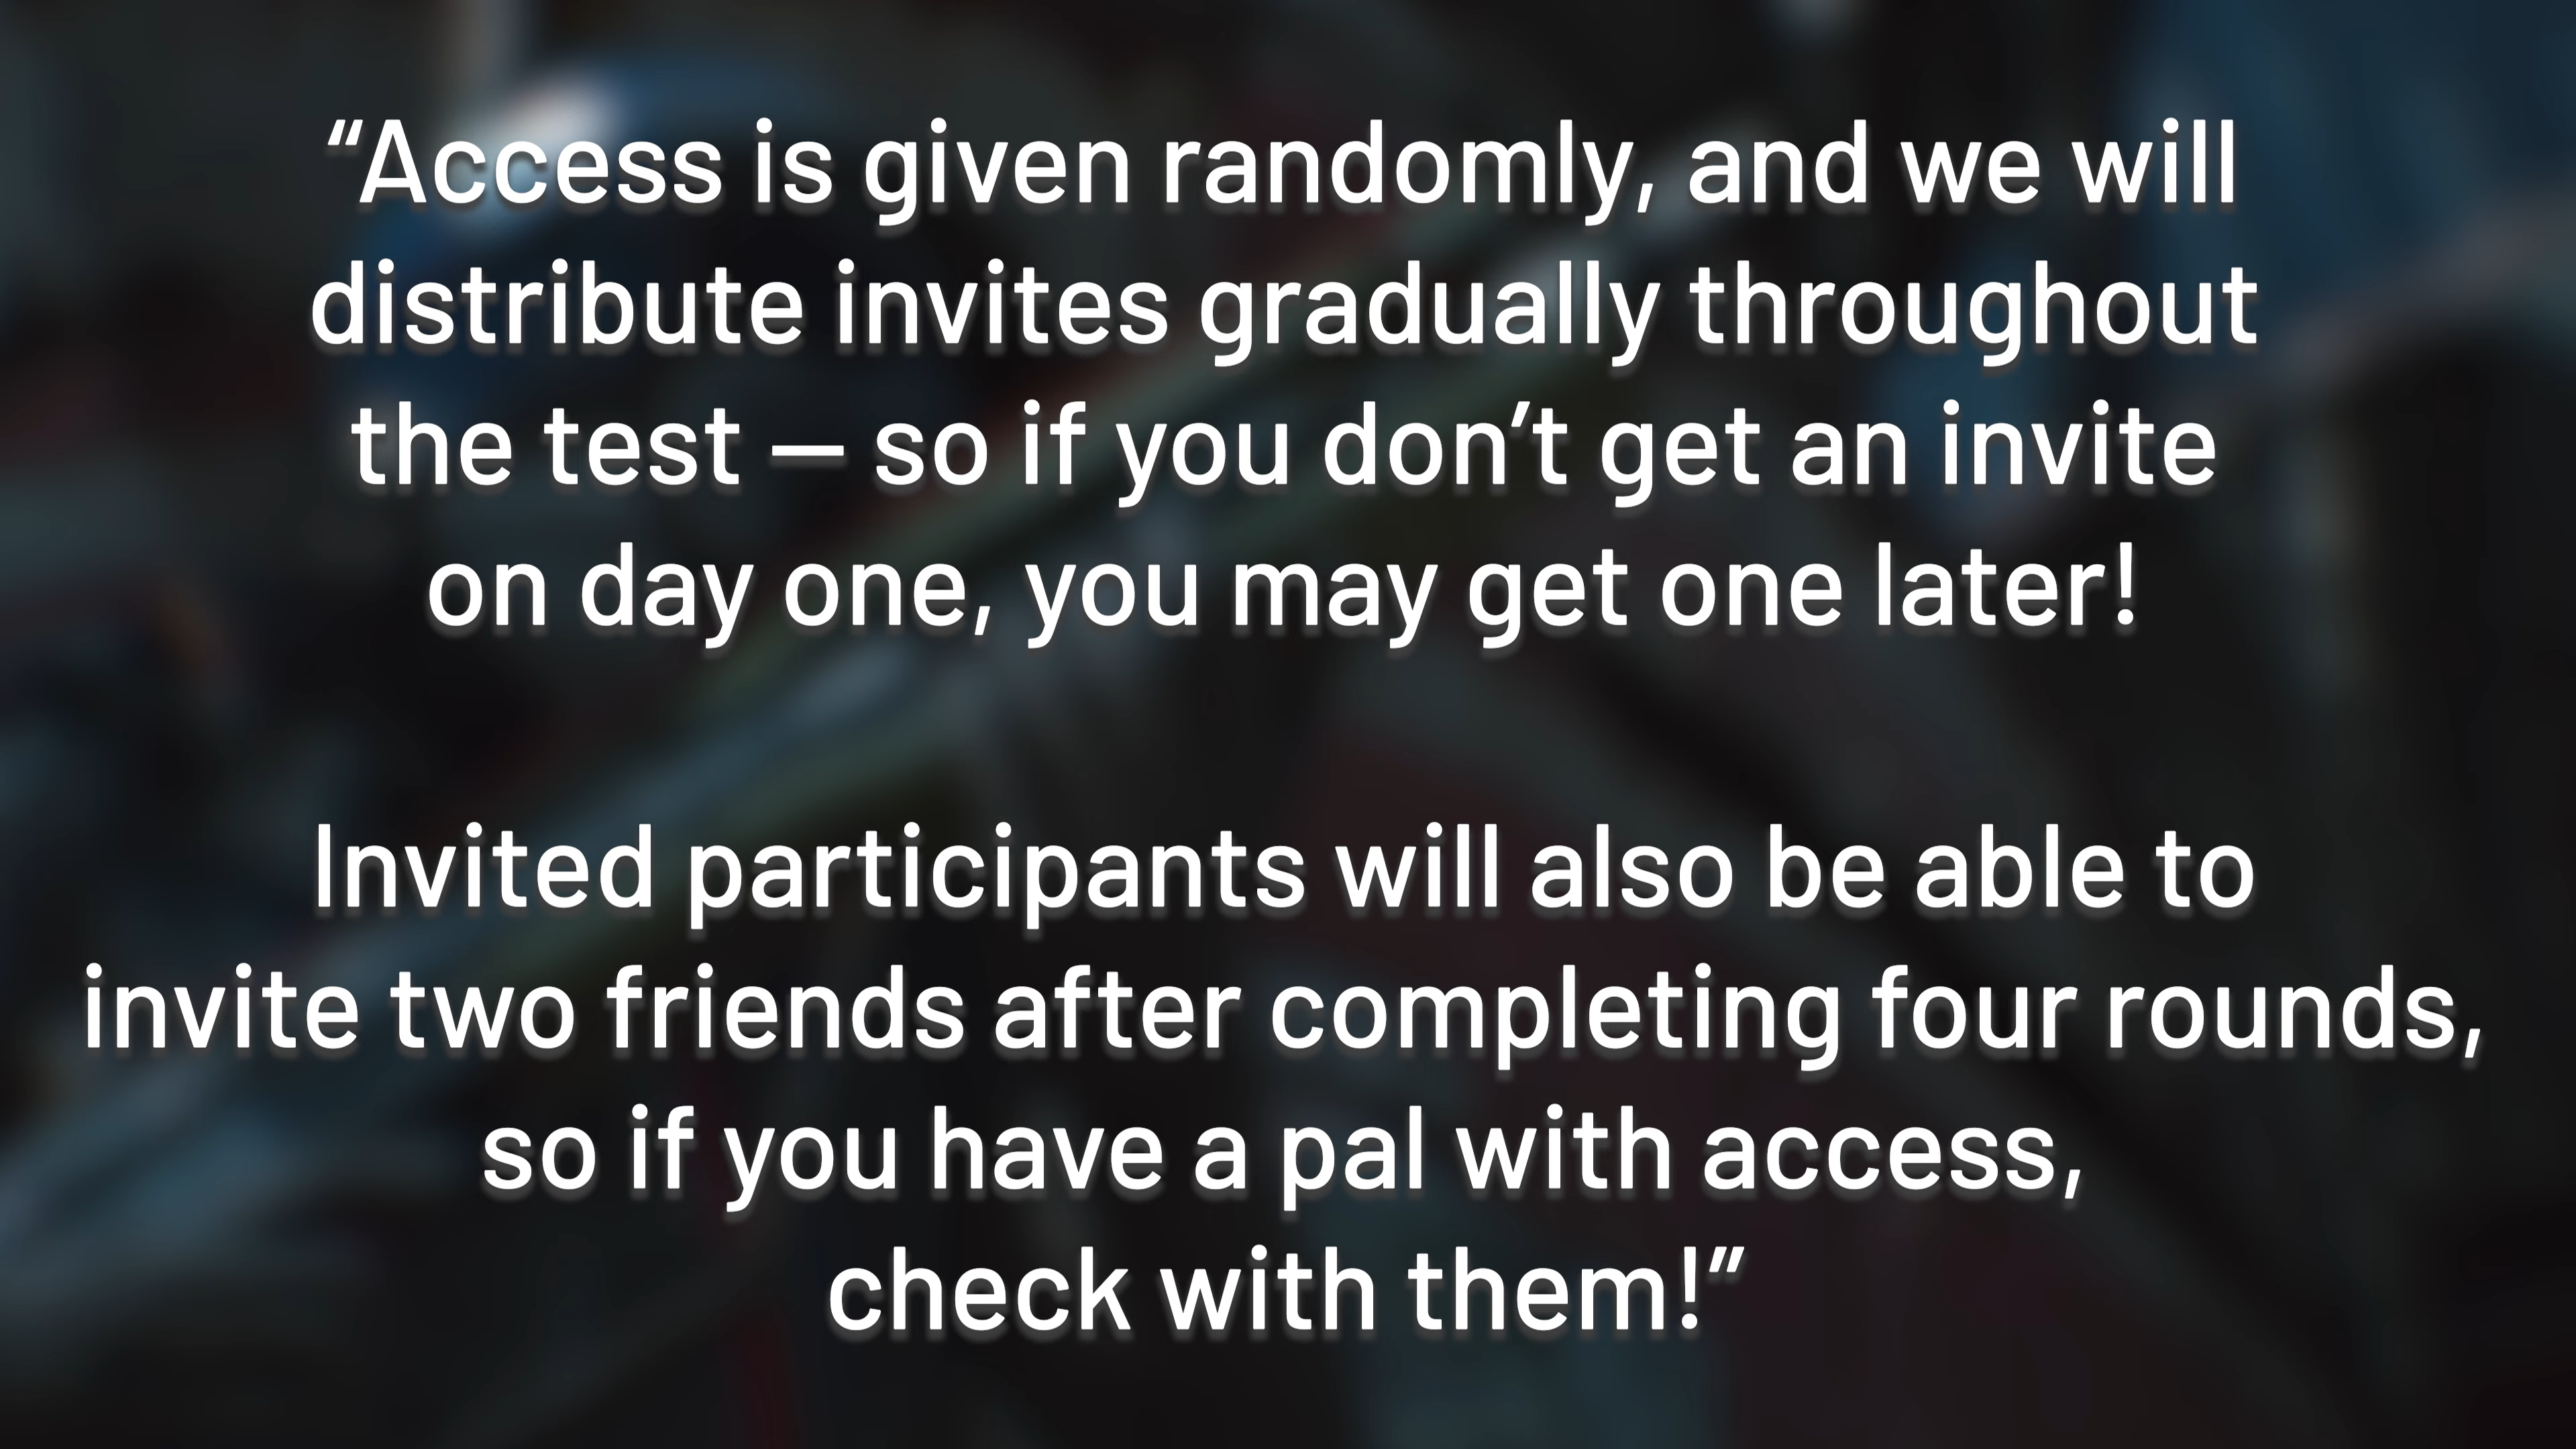 “Access is given randomly, and we will
distribute invites gradually throughout
the test – so if you don’t get an invite
on day one, you may get one later!
Invited participants will also be able to
invite two friends after completing four rounds,
so if you have a pal with access,
check with them!”